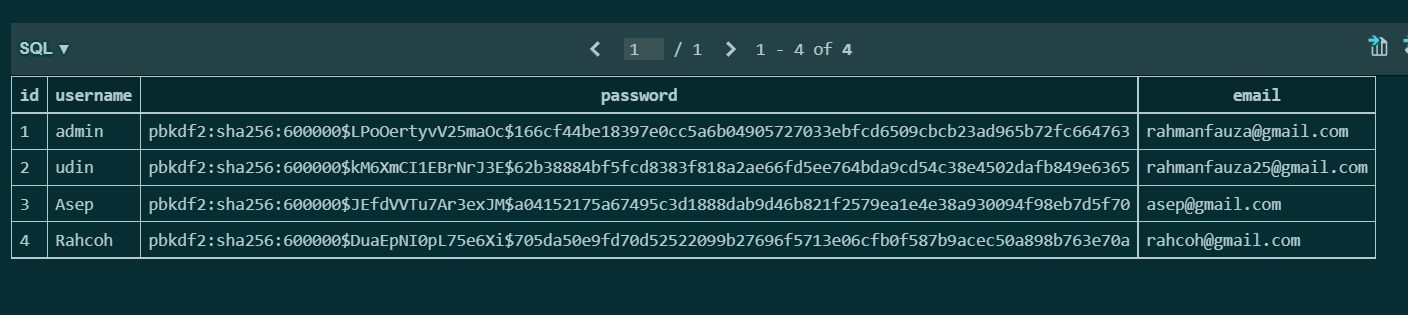 SQL ▼ 1 / 1 1 - 4 of 4
id username password email
1 admin pbkdf2:sha256:600000$LPoOertyvV25maOc$166cf44be18397e0cc5a6b04905727033ebfcd6509cbcb23ad965b72fc664763 rahmanfauza@gmail.com
2 udin pbkdf2:sha256:600000$kM6XmCI1EBrNrJ3E$62b38884bf5fcd8383f818a2ae66fd5ee764bda9cd54c38e4502dafb849e6365 rahmanfauza25@gmail.com
3 Asep pbkdf2:sha256:600000$JEfdVVTu7Ar3exJM$a04152175a67495c3d1888dab9d46b821f2579ea1e4e38a930094f98eb7d5f70 asep@gmail.com
4 Rahcoh pbkdf2:sha256:600000$DuaEpNI0pL75e6Xi$705da50e9fd70d52522099b27696f5713e06cfb0f587b9acec50a898b763e70a rahcoh@gmail.com